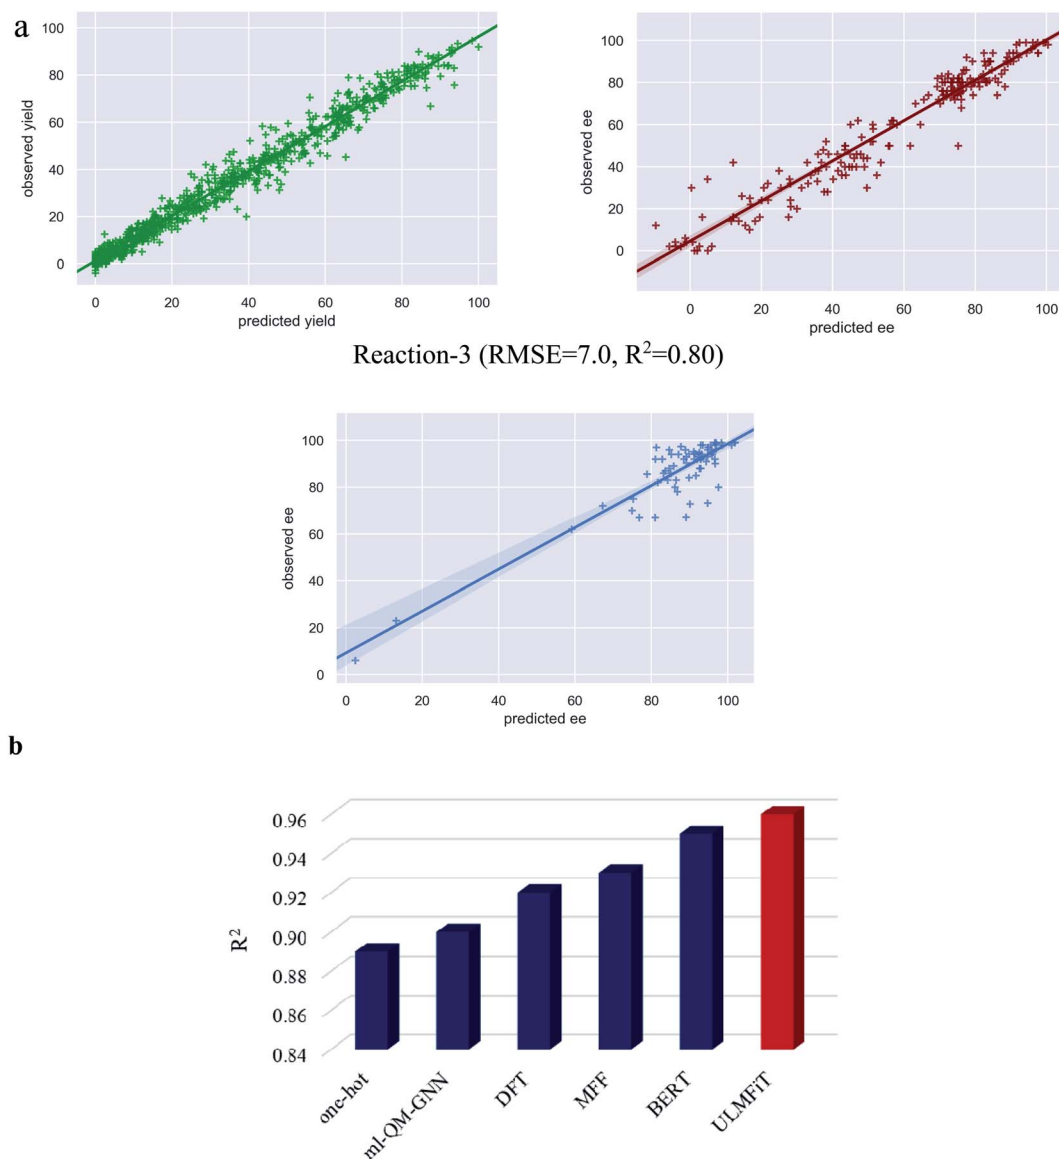 a
100
80
60
40
20
0
observed yield
0 20 40 60 80 100
predicted yield
100
80
60
40
20
0
observed ee
0 20 40 60 80 100
predicted ee
Reaction-3 (RMSE=7.0, R²=0.80)
100
80
60
40
20
0
observed ee
0 20 40 60 80 100
predicted ee
b
0.96
0.94
0.92
0.90
0.88
0.86
0.84
R²
one-hot
ml-QM-GNN
DFT
MFF
BERT
ULMFiT